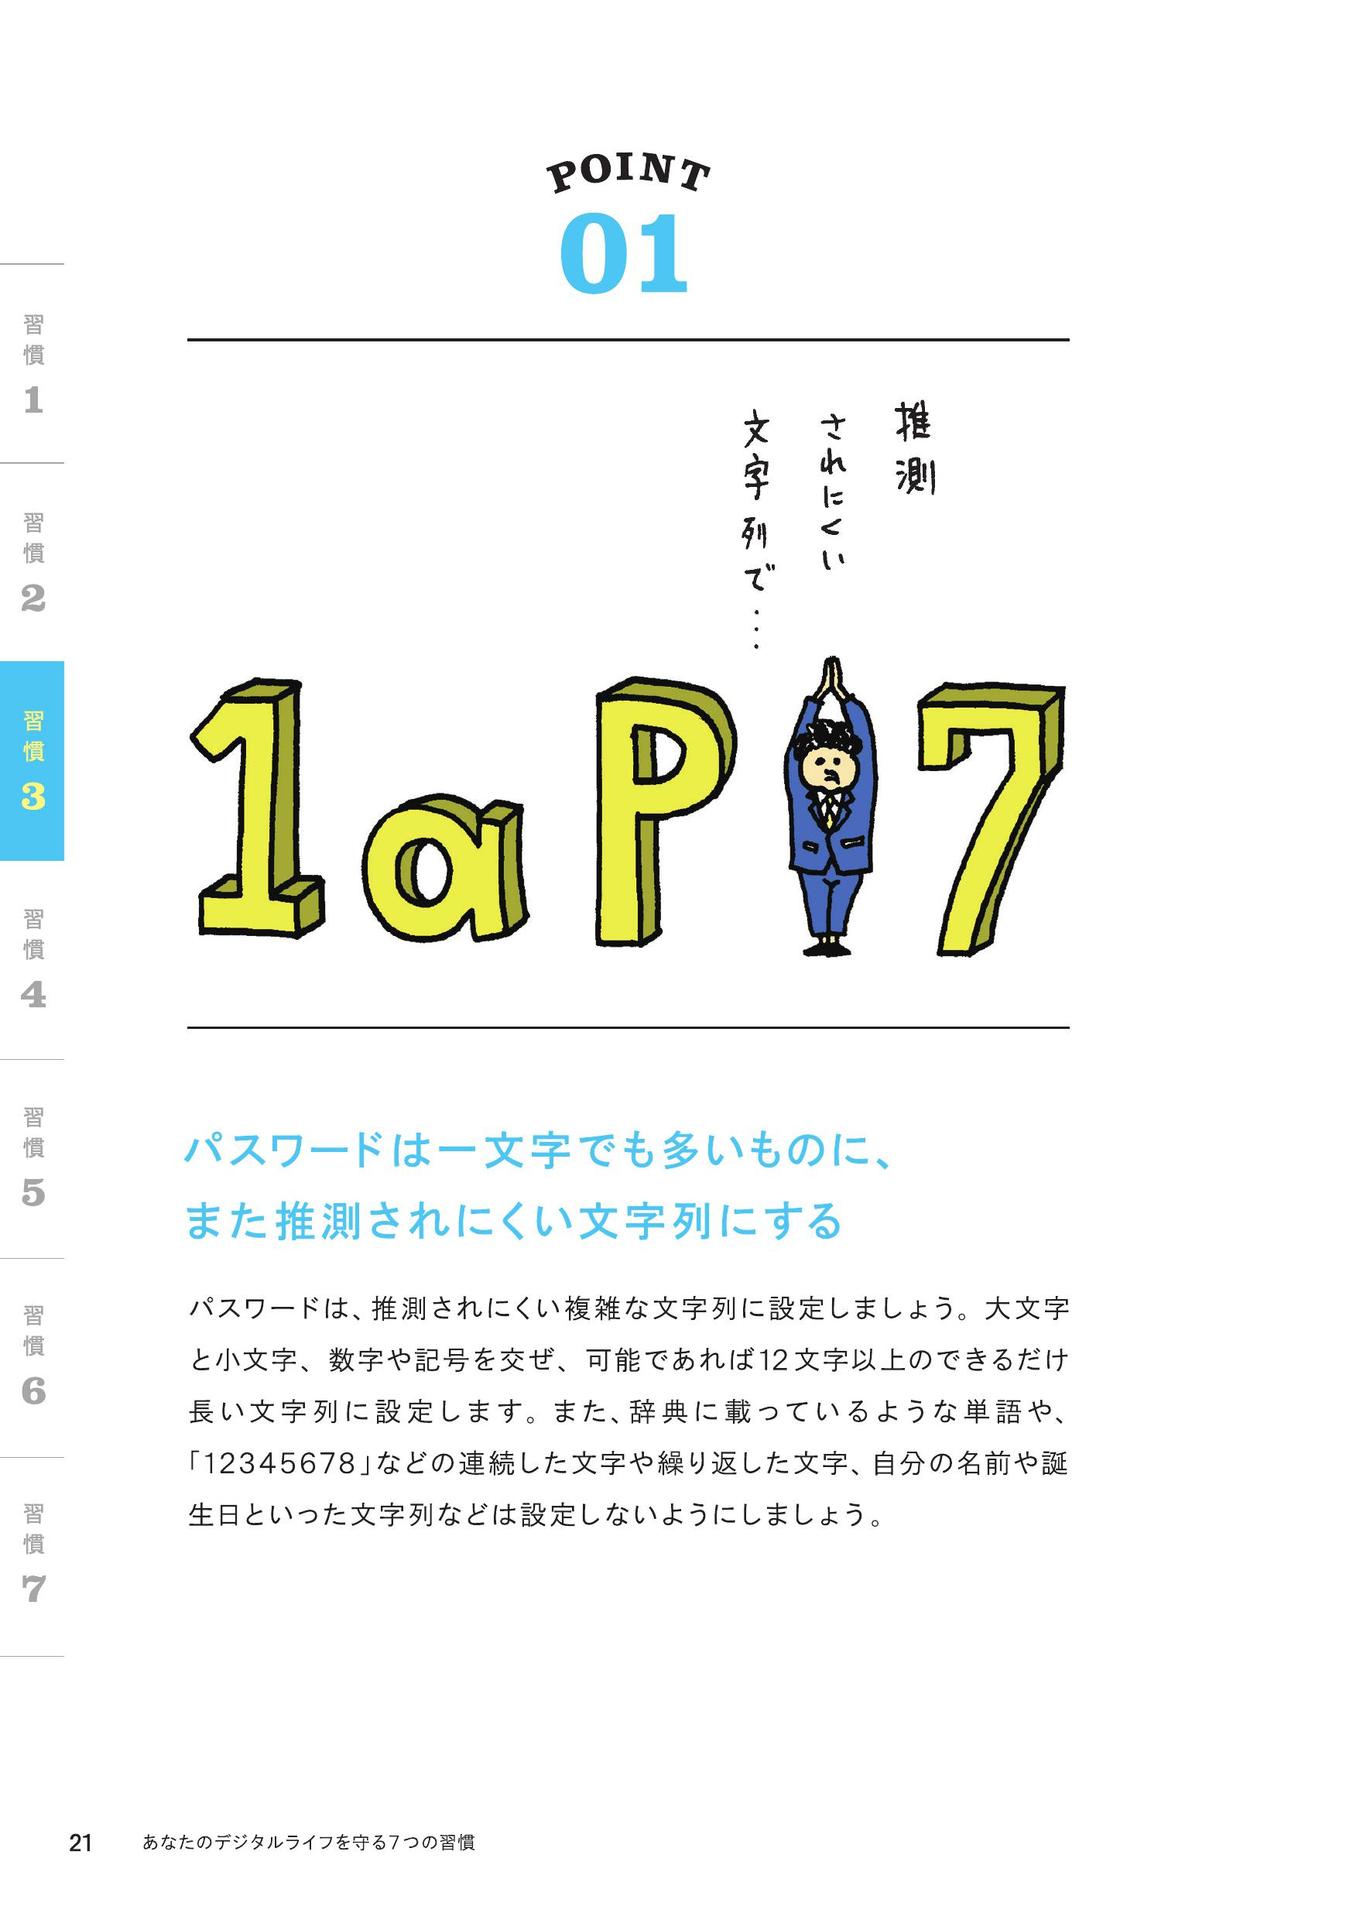 POINT
01
推測
されにくい
文字列で…
1aP 7
パスワードは一文字でも多いものに、
また推測されにくい文字列にする
パスワードは、推測されにくい複雑な文字列に設定しましょう。大文字
と小文字、数字や記号を交ぜ、可能であれば12文字以上のできるだけ
長い文字列に設定します。また、辞典に載っているような単語や、
「12345678」などの連続した文字や繰り返した文字、自分の名前や誕
生日といった文字列などは設定しないようにしましょう。
習慣1
習慣2
習慣3
習慣4
習慣5
習慣6
習慣7
21 あなたのデジタルライフを守る7つの習慣